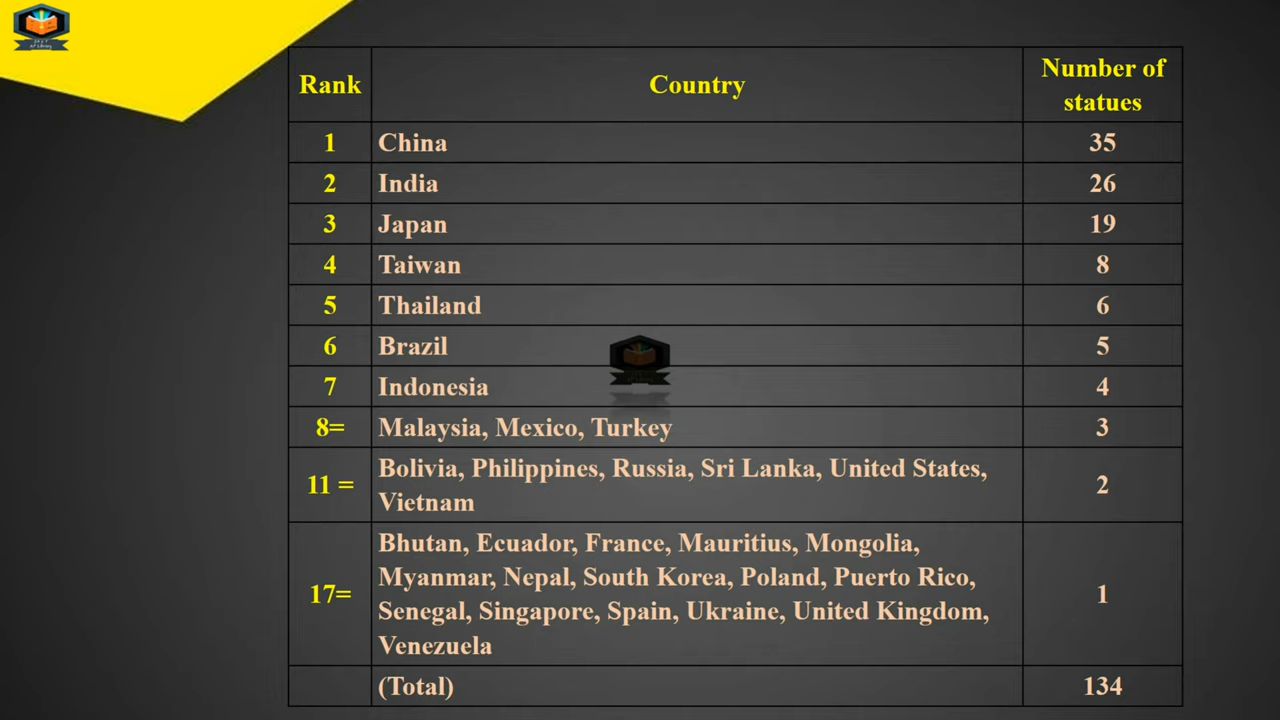 Rank Country Number of statues
1 China 35
2 India 26
3 Japan 19
4 Taiwan 8
5 Thailand 6
6 Brazil 5
7 Indonesia 4
8= Malaysia, Mexico, Turkey 3
11 = Bolivia, Philippines, Russia, Sri Lanka, United States,
Vietnam 2
17= Bhutan, Ecuador, France, Mauritius, Mongolia,
Myanmar, Nepal, South Korea, Poland, Puerto Rico,
Senegal, Singapore, Spain, Ukraine, United Kingdom,
Venezuela 1
(Total) 134